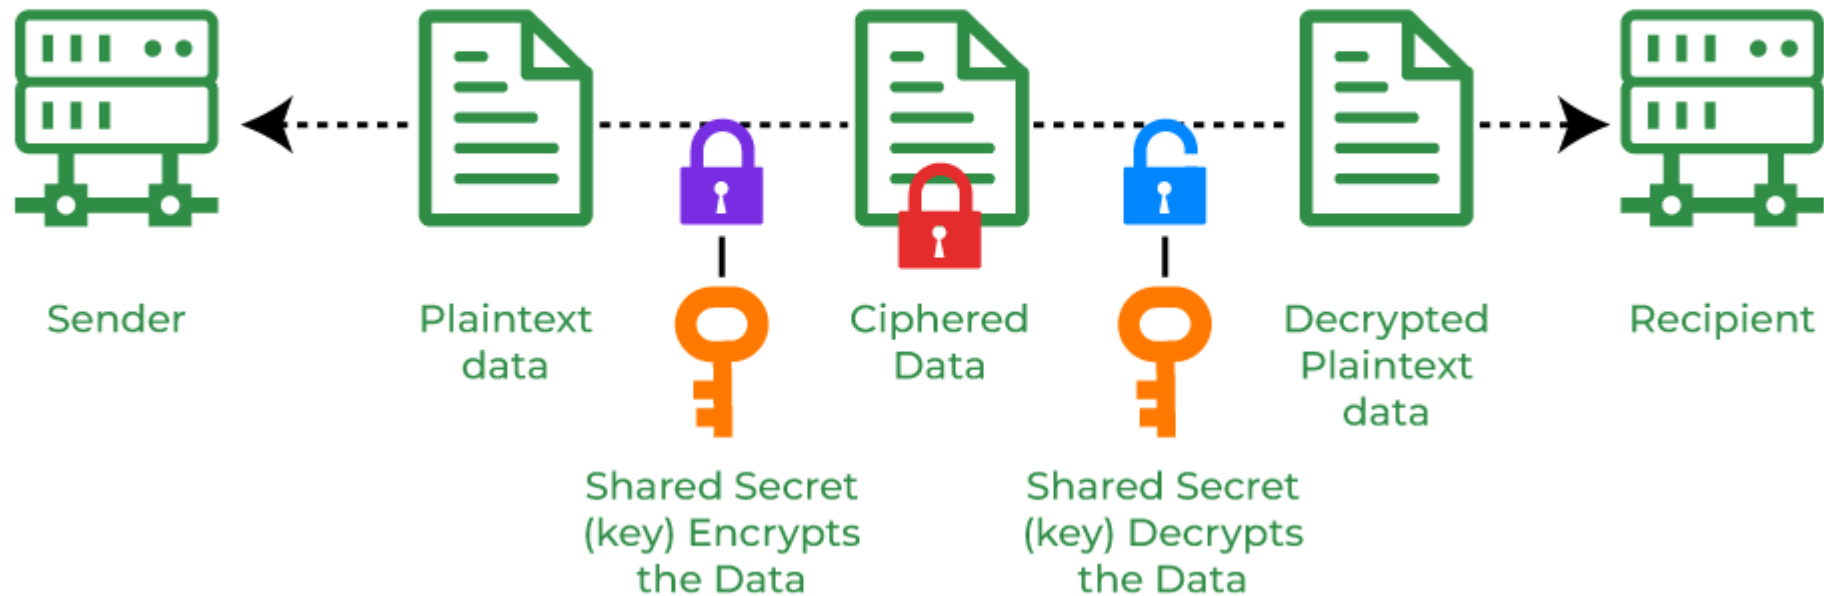 Sender
Plaintext
data
Ciphered
Data
Decrypted
Plaintext
data
Recipient
Shared Secret
(key) Encrypts
the Data
Shared Secret
(key) Decrypts
the Data